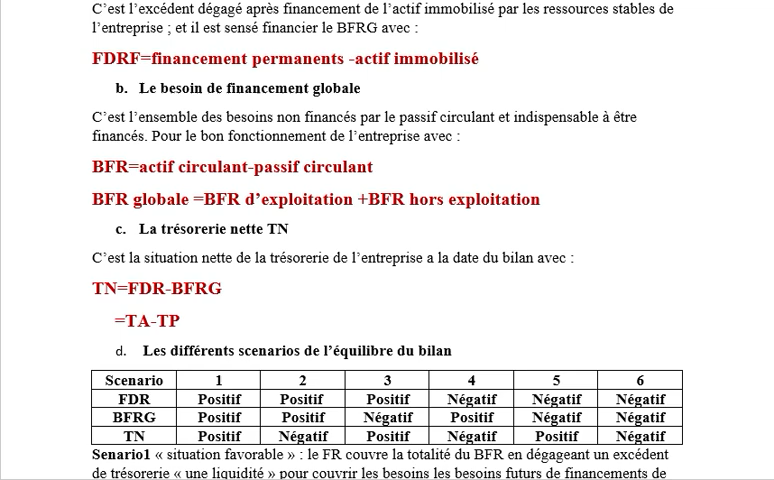 C’est l’excédent dégagé après financement de l’actif immobilisé par les ressources stables de
l’entreprise ; et il est sensé financier le BFRG avec :
FDRF=financement permanents -actif immobilisé
b. Le besoin de financement globale
C’est l’ensemble des besoins non financés par le passif circulant et indispensable à être
financés. Pour le bon fonctionnement de l’entreprise avec :
BFR=actif circulant-passif circulant
BFR globale =BFR d’exploitation +BFR hors exploitation
c. La trésorerie nette TN
C’est la situation nette de la trésorerie de l’entreprise a la date du bilan avec :
TN=FDR-BFRG
=TA-TP
d. Les différents scenarios de l’équilibre du bilan
Scenario 1 2 3 4 5 6
FDR Positif Positif Positif Négatif Négatif Négatif
BFRG Positif Positif Négatif Positif Négatif Négatif
TN Positif Négatif Positif Négatif Positif Négatif
Senario1 « situation favorable » : le FR couvre la totalité du BFR en dégageant un excédent
de trésorerie « une liquidité » pour couvrir les besoins les besoins futurs de financements de